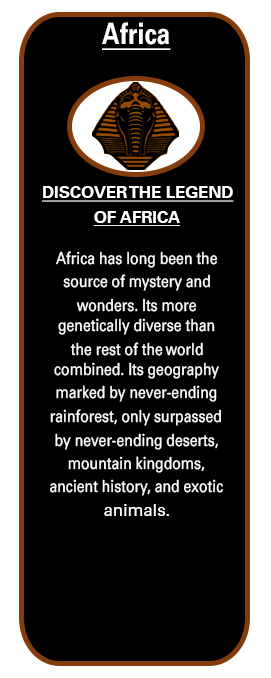 Africa
DISCOVER THE LEGEND
OF AFRICA
Africa has long been the
source of mystery and
wonders. Its more
genetically diverse than
the rest of the world
combined. Its geography
marked by never-ending
rainforest, only surpassed
by never-ending deserts,
mountain kingdoms,
ancient history, and exotic
animals.